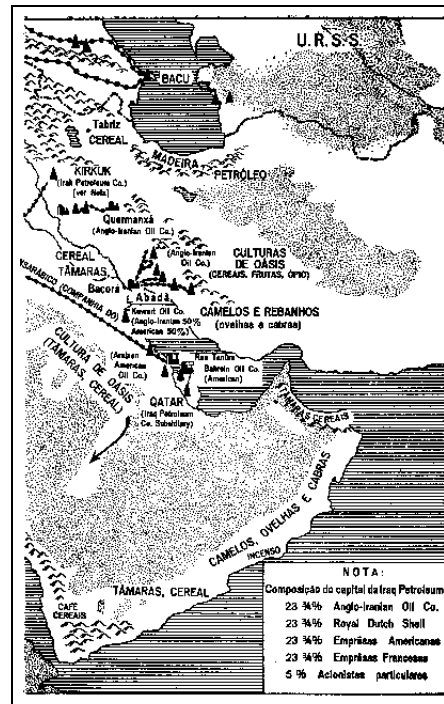 U.R.S.S.
BACU
Tabriz
CEREAL
MADEIRA
PETRÓLEO
KIRKUK
(Irak Petroleum Co.)
(ver Nota)
Quermanxá
(Anglo-Iranian Oil Co.)
(Anglo-Iranian
Oil Co.)
CULTURAS
DE OÁSIS
(CEREAIS, FRUTAS, ÓPIO)
CEREAL
TÂMARAS,
Baçorá
Abadã
CAMELOS E REBANHOS
(ovelhas e cabras)
Kuwait Oil Co.
(Anglo-Iranian 50%
American 50%)
(COMPANHIA DO)
CULTURA DE OÁSIS
(TÂMARAS, CEREAL)
(Arabian
American
Oil Co.)
Ras Tanura
Bahrein Oil Co.
(American)
QATAR
(Iraq Petroleum
Co. Subsidiary)
(TÂMARAS CEREAIS)
CAMELOS, OVELHAS E CABRAS
INCENSO
TÂMARAS, CEREAL
CAFÉ
CEREAIS
NOTA:
Composição do capital da Iraq Petroleum
23 ¾% Anglo-Iranian Oil Co.
23 ¾% Royal Dutch Shell
23 ¾% Emprêsas Americanas
23 ¾% Emprêsas Francesas
5 % Acionistas particulares